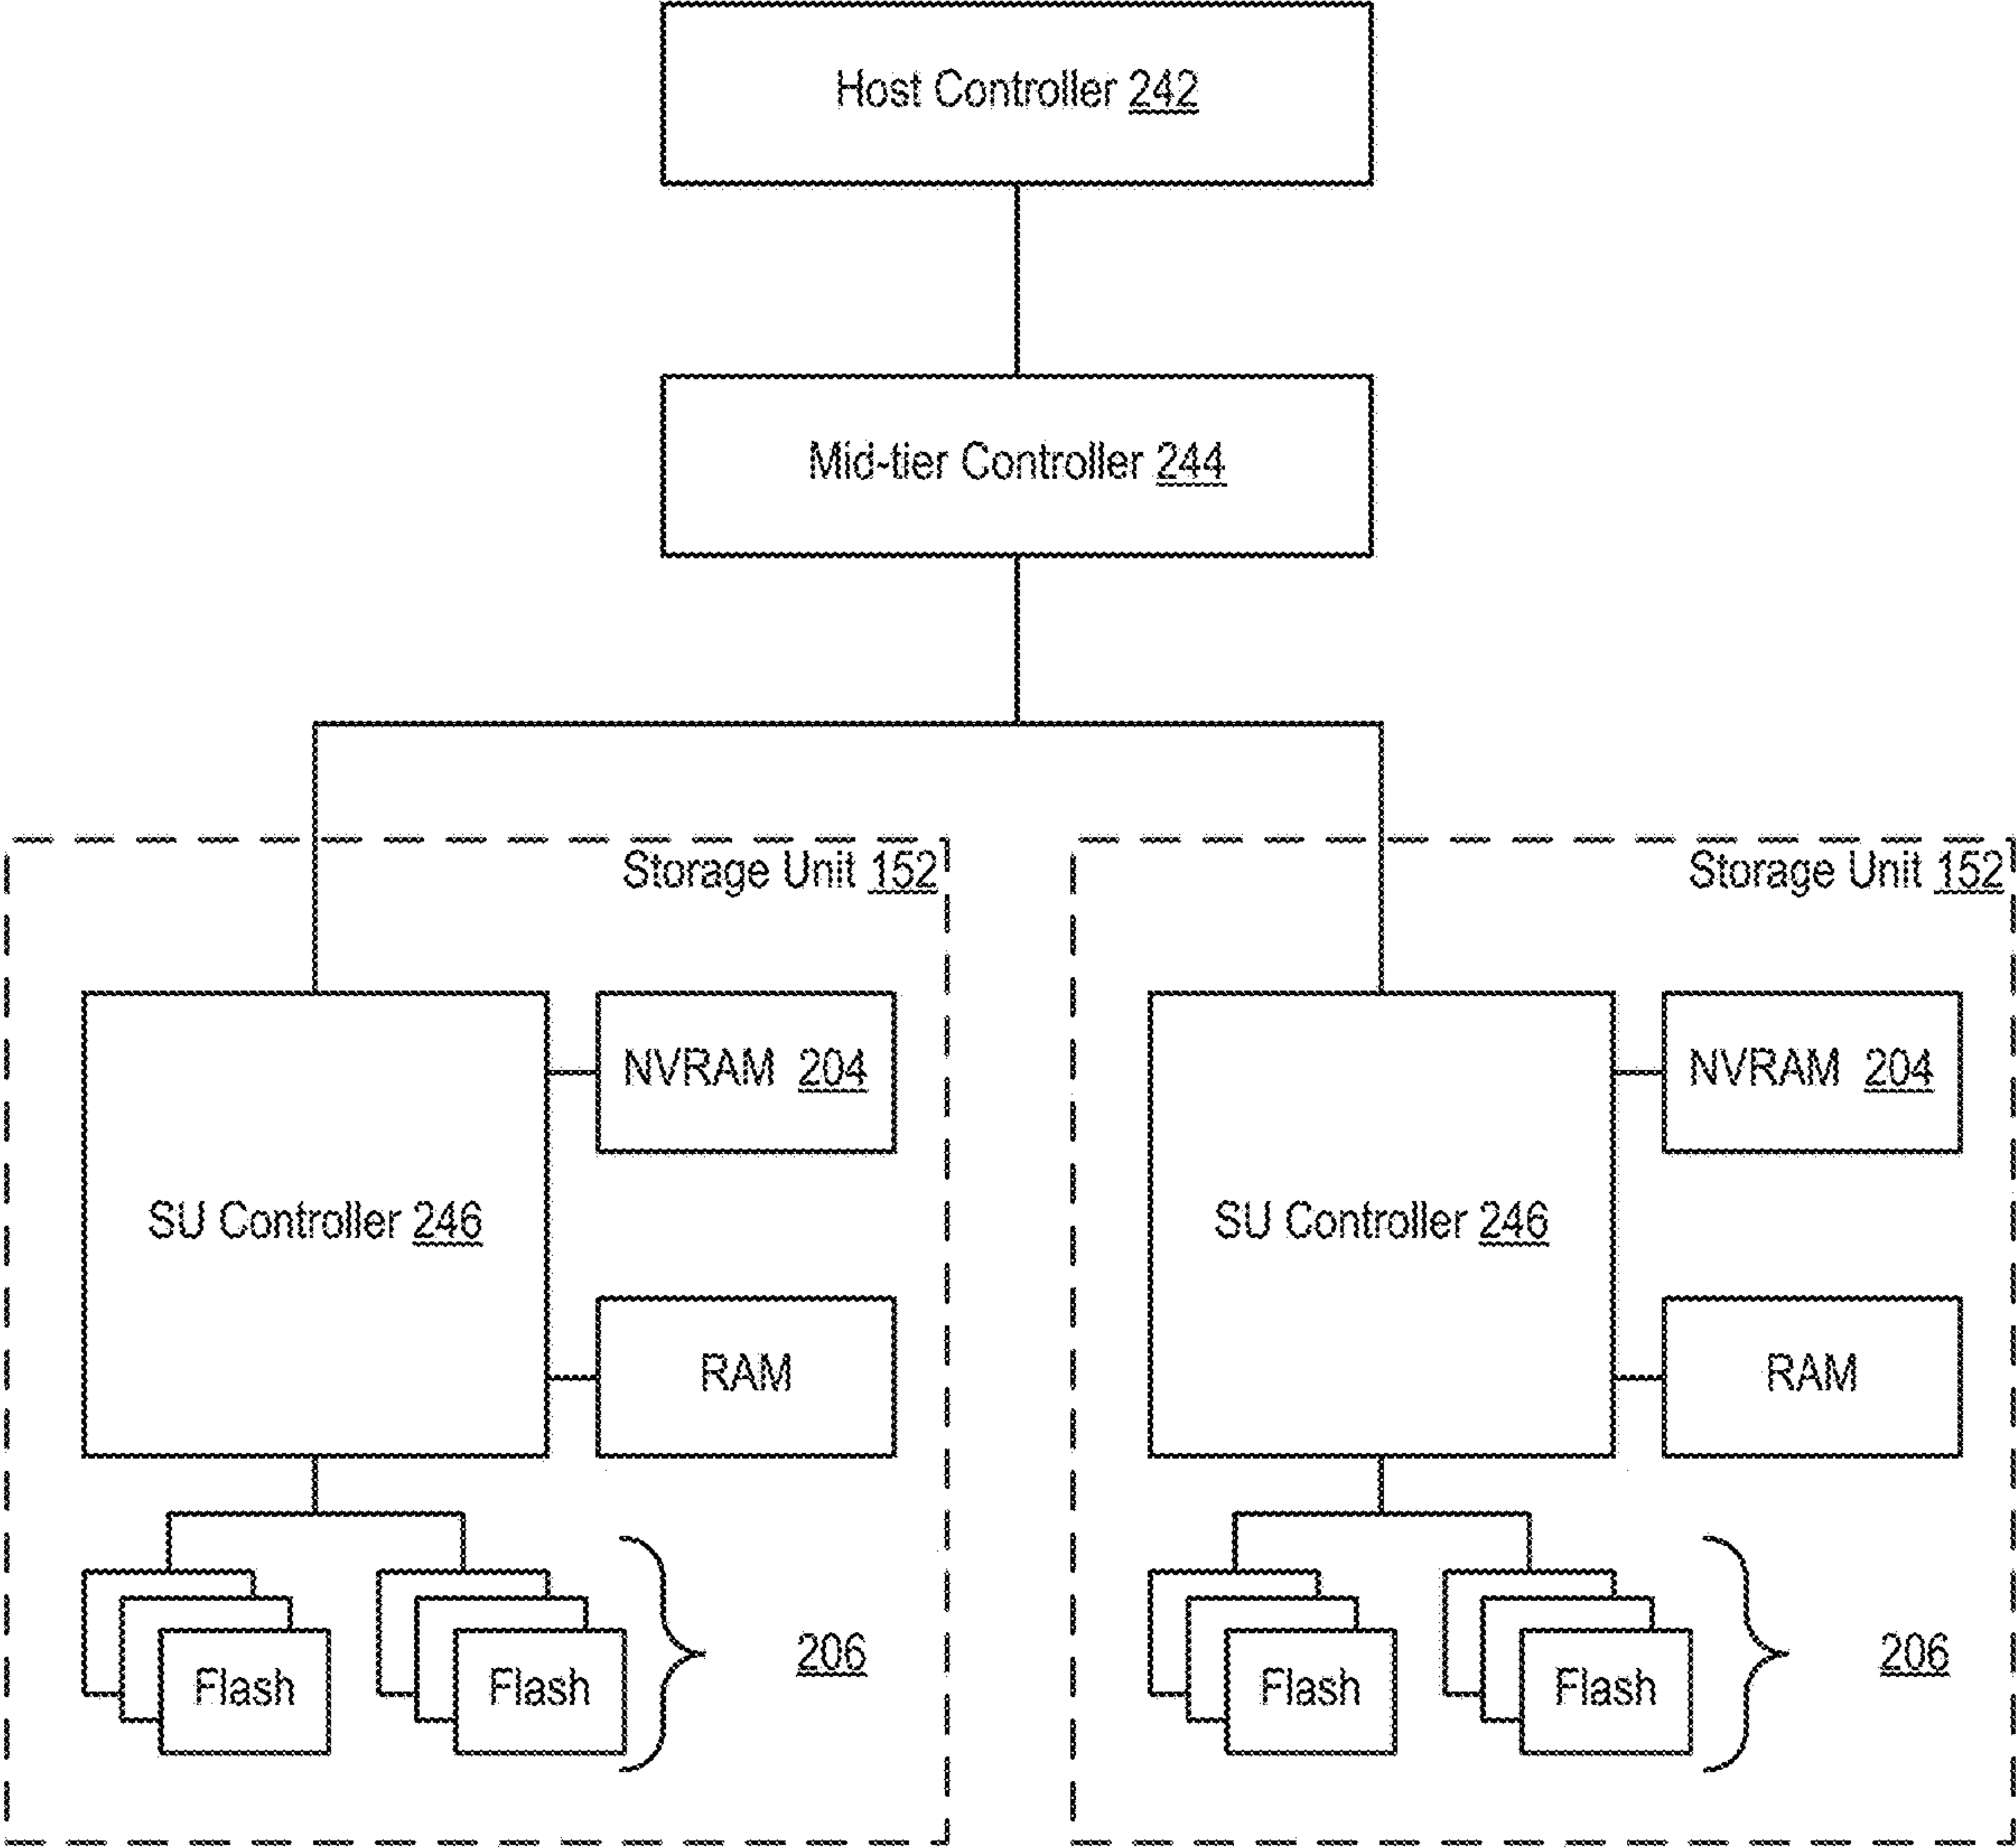 Host Controller 242
Mid-tier Controller 244
Storage Unit 152
NVRAM 204
SU Controller 246
RAM
Flash
Flash
206
Storage Unit 152
NVRAM 204
SU Controller 246
RAM
Flash
Flash
206